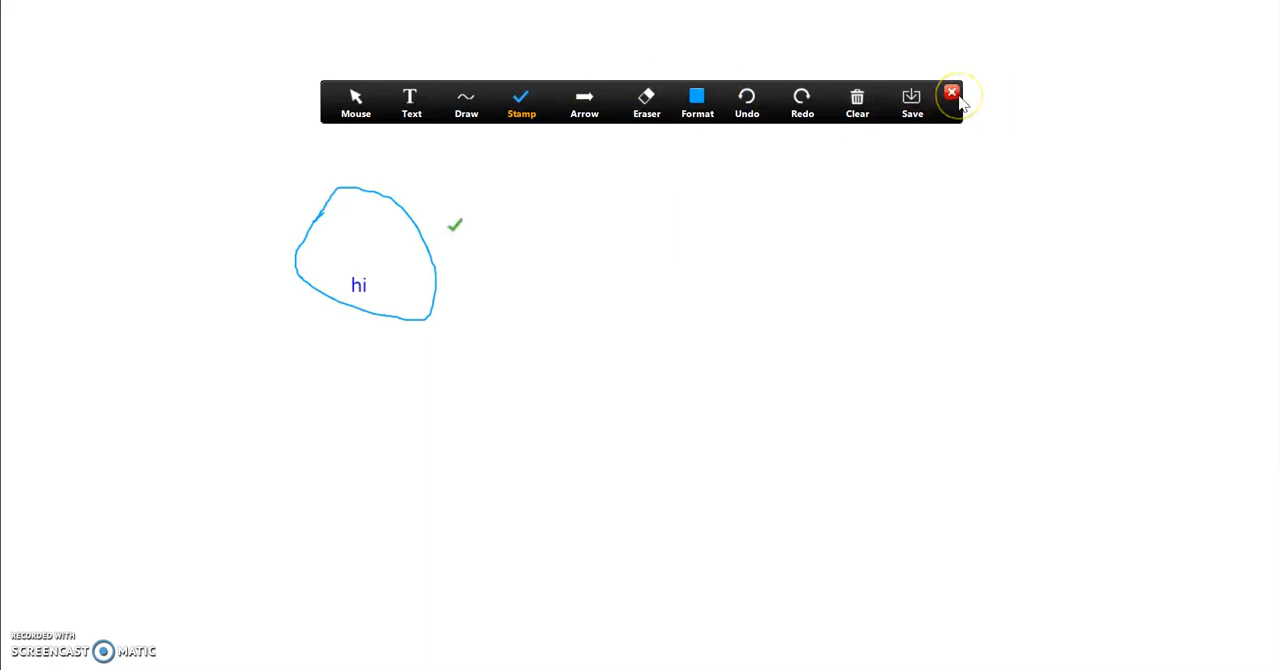 Mouse Text Draw Stamp Arrow Eraser Format Undo Redo Clear Save
hi
RECORDED WITH
SCREENCAST MATIC